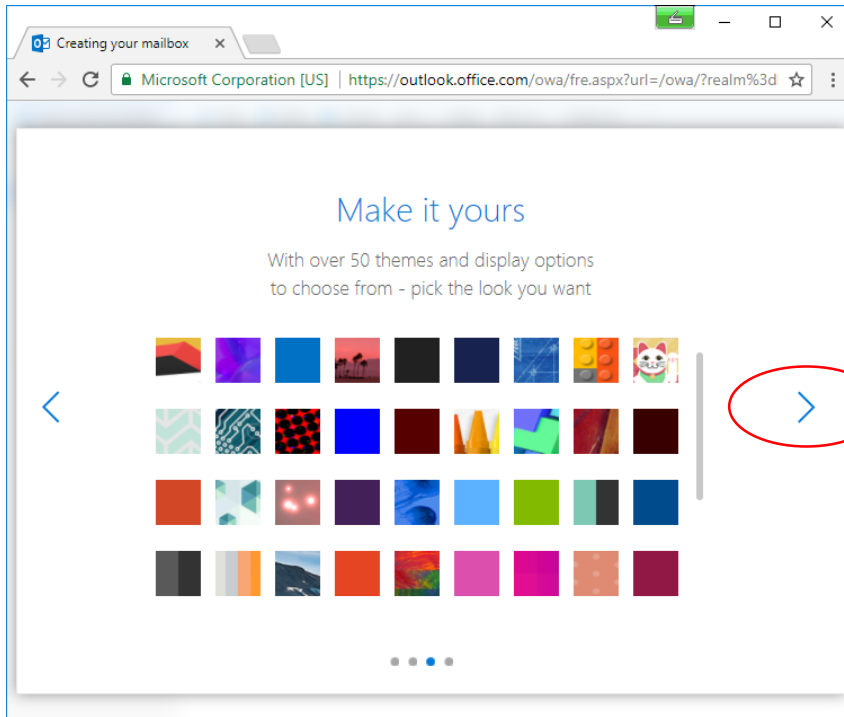 Creating your mailbox
Microsoft Corporation [US] | https://outlook.office.com/owa/fre.aspx?url=/owa/?realm%3d
Make it yours
With over 50 themes and display options
to choose from - pick the look you want